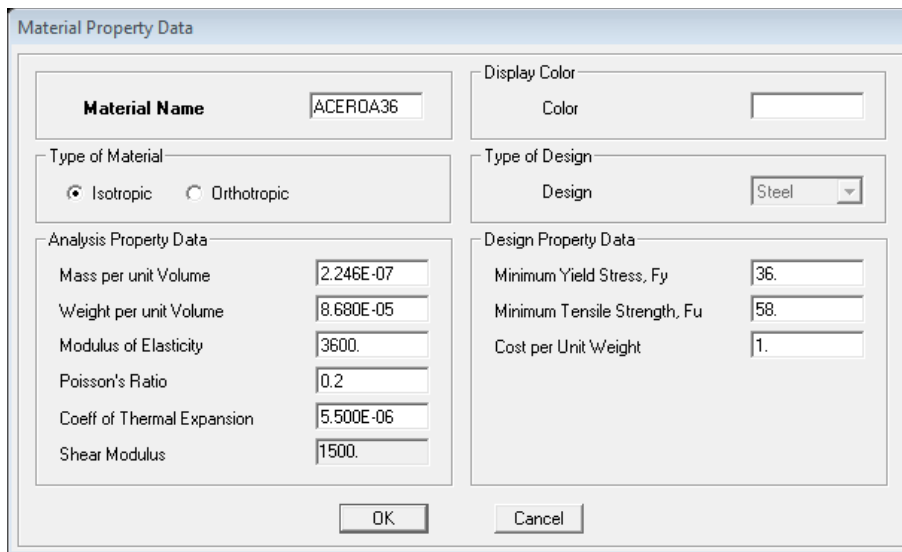 Material Property Data
Material Name ACEROA36
Display Color
Color
Type of Material
Isotropic Orthotropic
Type of Design
Design Steel
Analysis Property Data
Mass per unit Volume 2.246E-07
Weight per unit Volume 8.680E-05
Modulus of Elasticity 3600.
Poisson's Ratio 0.2
Coeff of Thermal Expansion 5.500E-06
Shear Modulus 1500.
Design Property Data
Minimum Yield Stress, Fy 36.
Minimum Tensile Strength, Fu 58.
Cost per Unit Weight 1.
OK Cancel